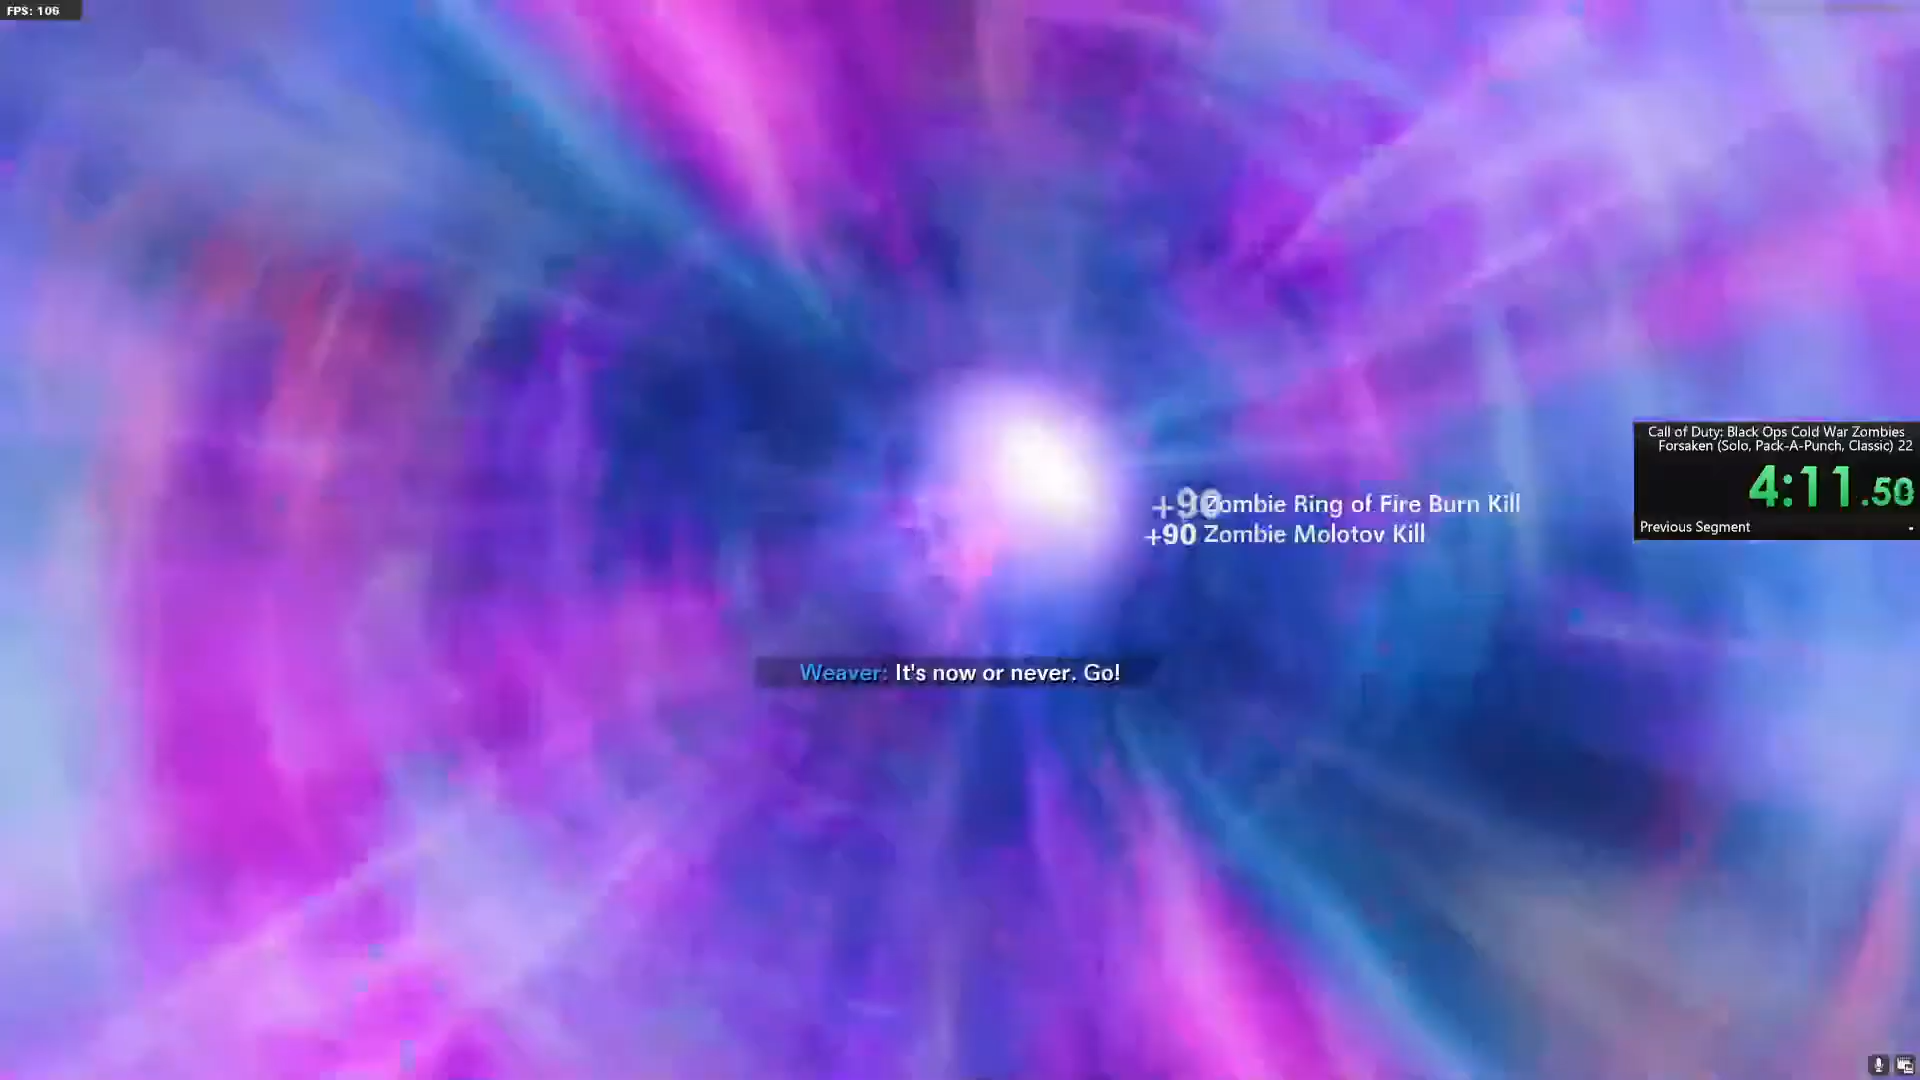 FPS: 106
Call of Duty: Black Ops Cold War Zombies
Forsaken (Solo, Pack-A-Punch, Classic) 22
4:11.50
Previous Segment -
+90 Zombie Ring of Fire Burn Kill
+90 Zombie Molotov Kill
Weaver: It's now or never. Go!